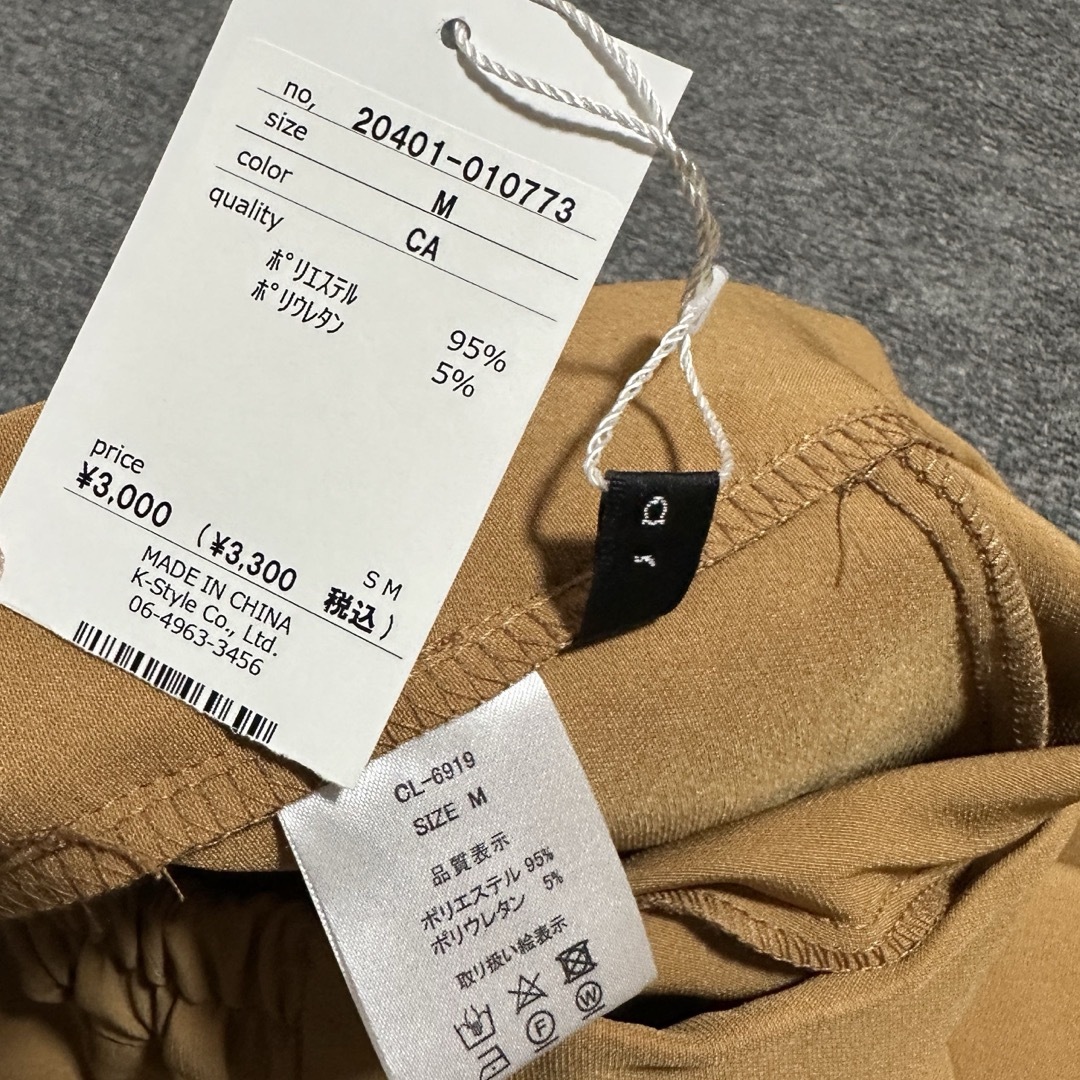 no, 20401-010773
size M
color CA
quality
ﾎﾟﾘｴｽﾃﾙ 95%
ﾎﾟﾘｳﾚﾀﾝ 5%
price
¥3,000 (¥3,300 税込)
S M
MADE IN CHINA
K-Style Co., Ltd.
06-4963-3456
CL-6919
SIZE M
品質表示
ポリエステル 95%
ポリウレタン 5%
取り扱い絵表示
F W